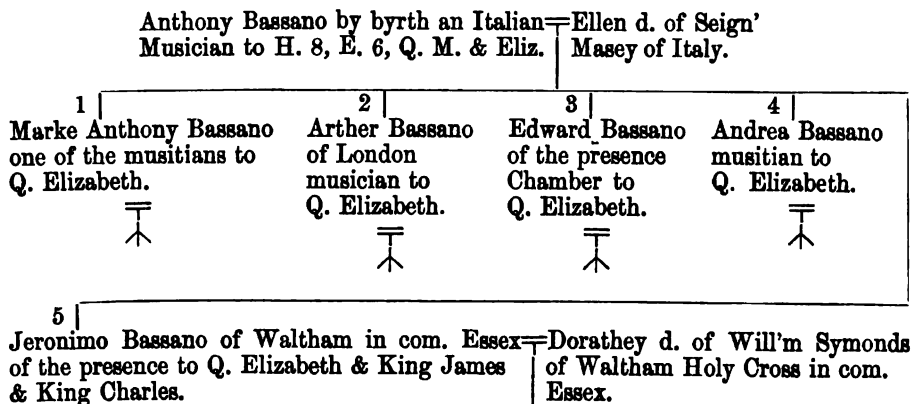 Anthony Bassano by byrth an Italian=Ellen d. of Seign'
Musician to H. 8, E. 6, Q. M. & Eliz. Masey of Italy.
1
Marke Anthony Bassano
one of the musitians to
Q. Elizabeth.
2
Arther Bassano
of London
musician to
Q. Elizabeth.
3
Edward Bassano
of the presence
Chamber to
Q. Elizabeth.
4
Andrea Bassano
musitian to
Q. Elizabeth.
5
Jeronimo Bassano of Waltham in com. Essex=Dorathey d. of Will'm Symonds
of the presence to Q. Elizabeth & King James of Waltham Holy Cross in com.
& King Charles. Essex.